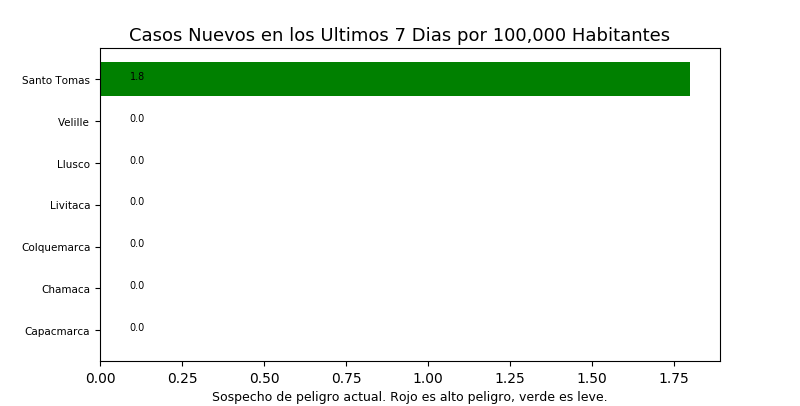 Casos Nuevos en los Ultimos 7 Dias por 100,000 Habitantes
Santo Tomas 1.8
Velille 0.0
Llusco 0.0
Livitaca 0.0
Colquemarca 0.0
Chamaca 0.0
Capacmarca 0.0
0.00 0.25 0.50 0.75 1.00 1.25 1.50 1.75
Sospecho de peligro actual. Rojo es alto peligro, verde es leve.